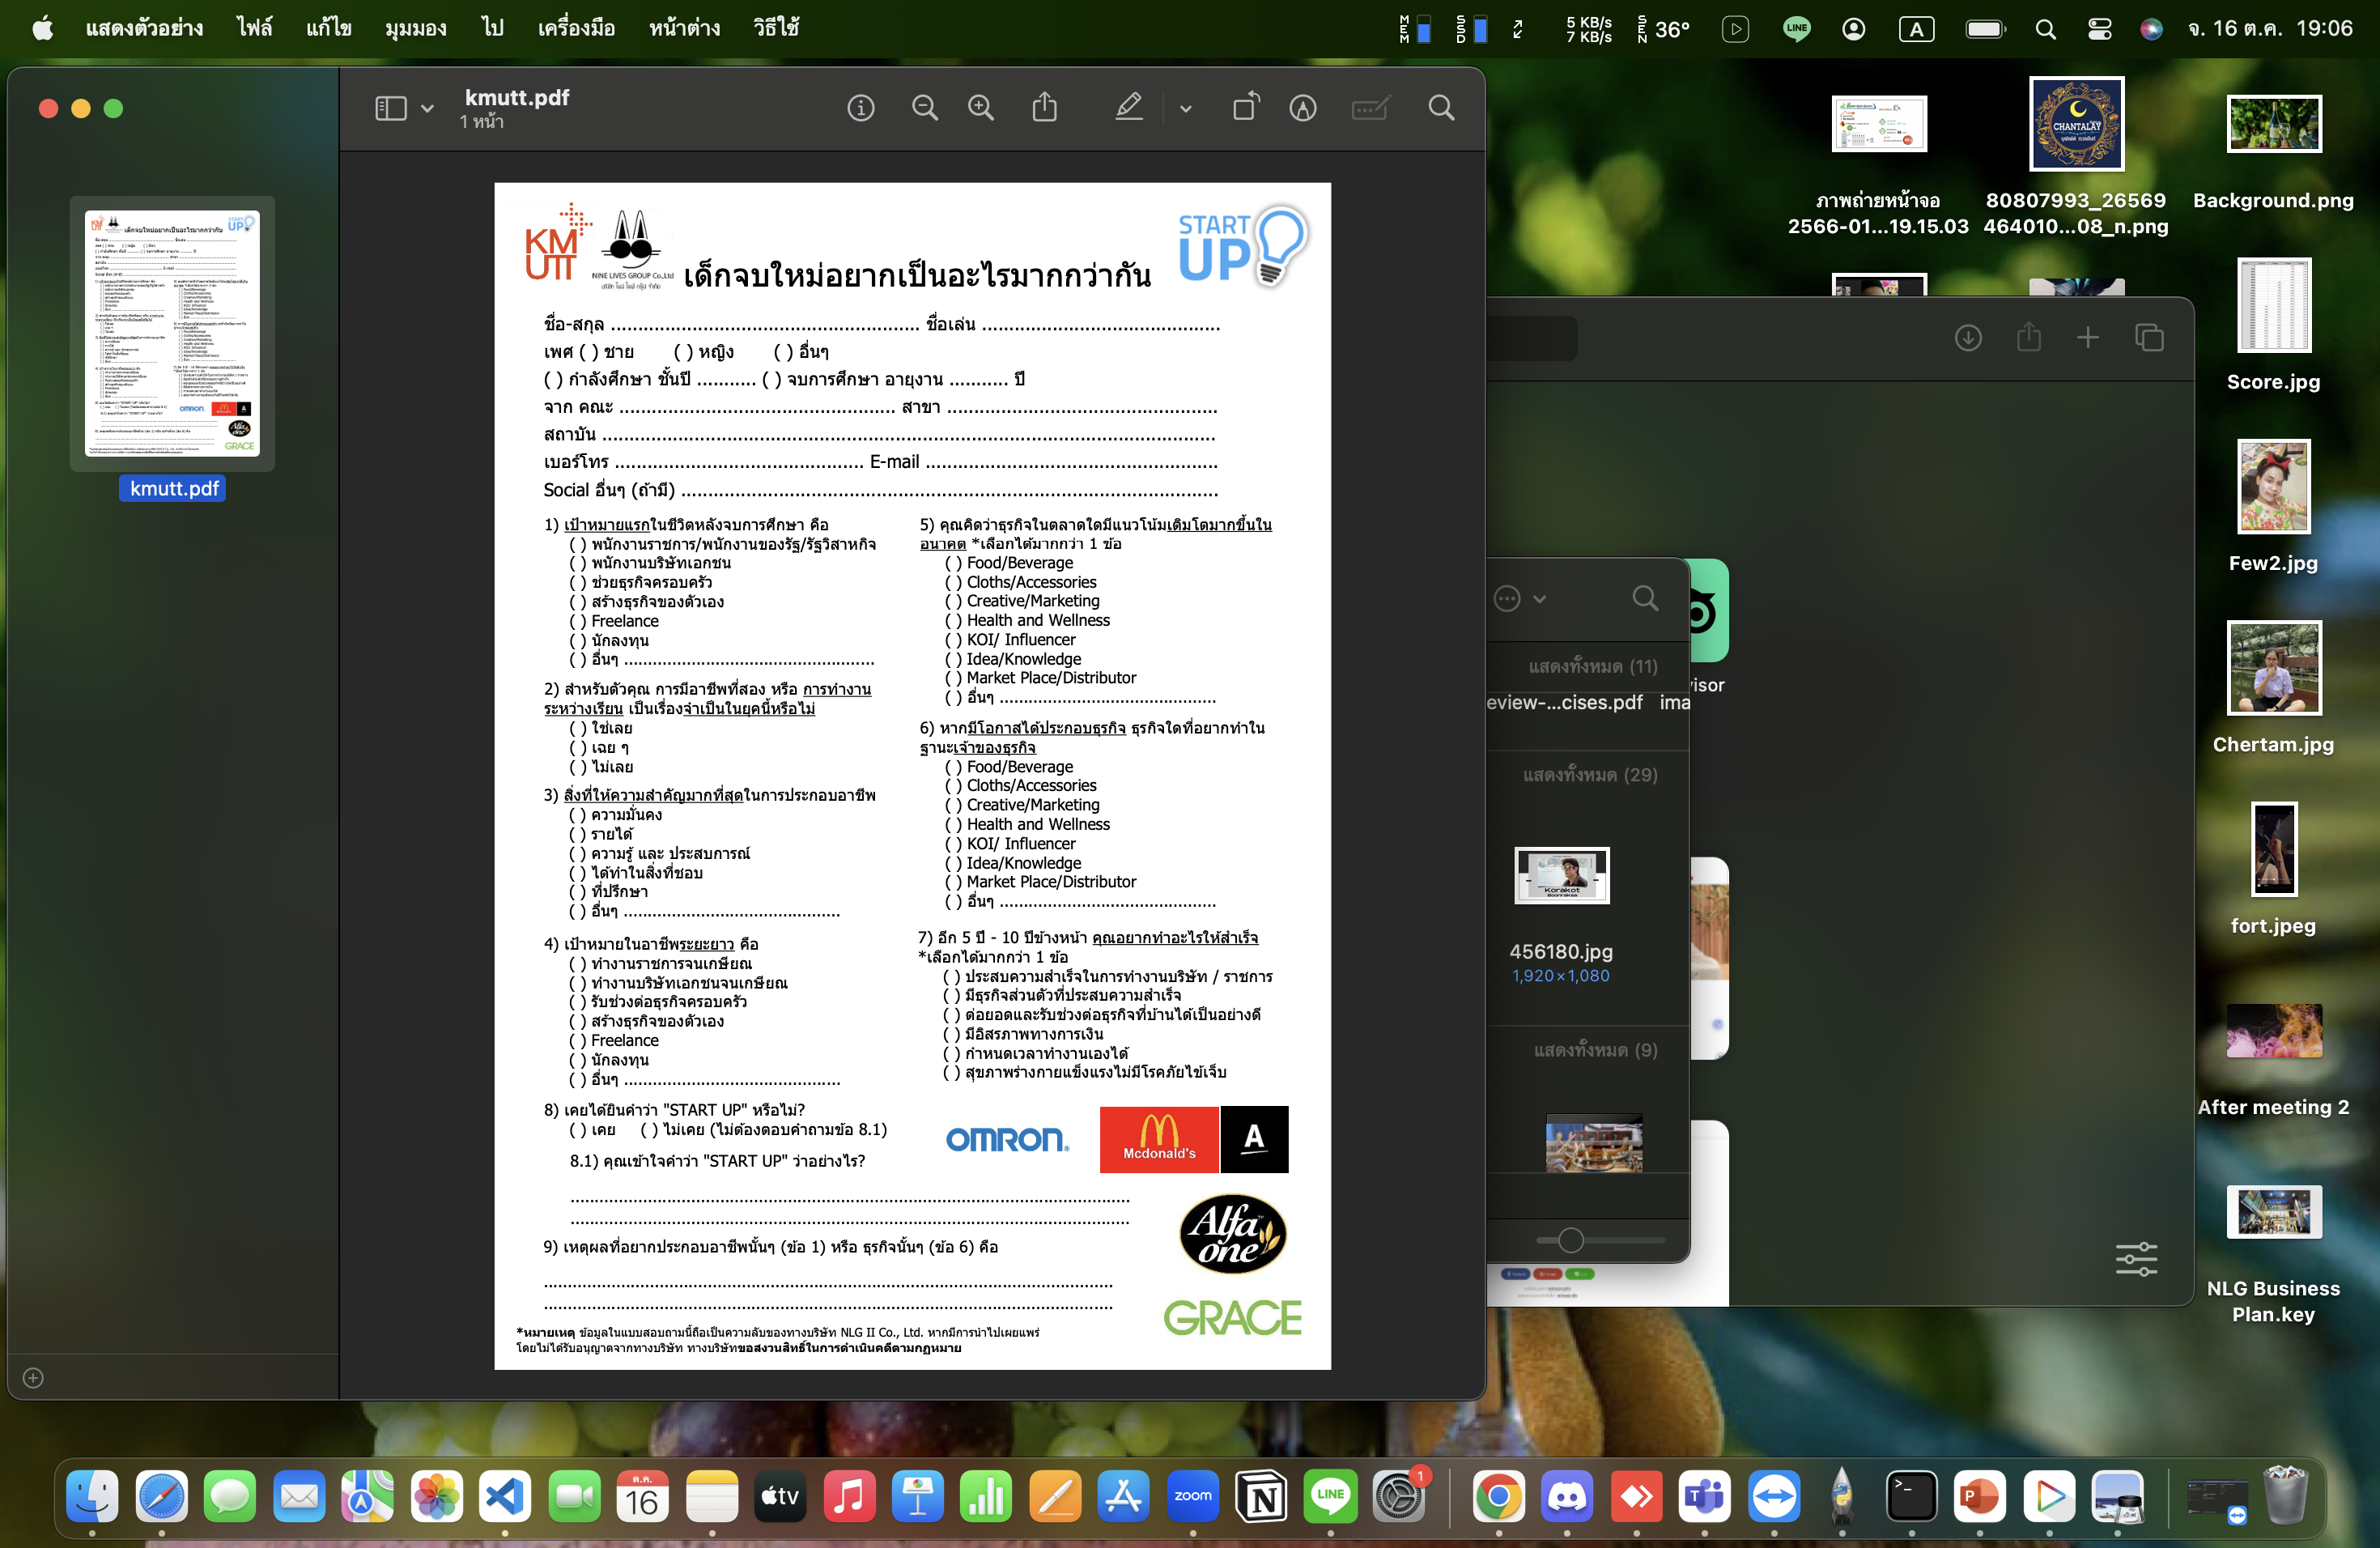 แสดงตัวอย่าง ไฟล์ แก้ไข มุมมอง ไป เครื่องมือ หน้าต่าง วิธีใช้
MEM SSD 5 KB/s 7 KB/s SEN 36° LINE A จ. 16 ต.ค. 19:06
kmutt.pdf
1 หน้า
kmutt.pdf
KMUTT
NINE LIVES GROUP Co.,Ltd
บริษัท ไนน์ ไลฟ์ กรุ๊ป จำกัด
START UP
เด็กจบใหม่อยากเป็นอะไรมากกว่ากัน
ชื่อ-สกุล ........................................................ ชื่อเล่น ...........................................
เพศ ( ) ชาย ( ) หญิง ( ) อื่นๆ
( ) กำลังศึกษา ชั้นปี ........... ( ) จบการศึกษา อายุงาน ........... ปี
จาก คณะ .................................................. สาขา .................................................
สถาบัน ...............................................................................................................
เบอร์โทร ............................................. E-mail .....................................................
Social อื่นๆ (ถ้ามี) .................................................................................................
1) เป้าหมายแรกในชีวิตหลังจบการศึกษา คือ
( ) พนักงานราชการ/พนักงานของรัฐ/รัฐวิสาหกิจ
( ) พนักงานบริษัทเอกชน
( ) ช่วยธุรกิจครอบครัว
( ) สร้างธุรกิจของตัวเอง
( ) Freelance
( ) นักลงทุน
( ) อื่นๆ .....................................................
2) สำหรับตัวคุณ การมีอาชีพที่สอง หรือ การทำงาน
ระหว่างเรียน เป็นเรื่องจำเป็นในยุคนี้หรือไม่
( ) ใช่เลย
( ) เฉย ๆ
( ) ไม่เลย
3) สิ่งที่ให้ความสำคัญมากที่สุดในการประกอบอาชีพ
( ) ความมั่นคง
( ) รายได้
( ) ความรู้ และ ประสบการณ์
( ) ได้ทำในสิ่งที่ชอบ
( ) ที่ปรึกษา
( ) อื่นๆ ..............................................
4) เป้าหมายในอาชีพระยะยาว คือ
( ) ทำงานราชการจนเกษียณ
( ) ทำงานบริษัทเอกชนจนเกษียณ
( ) รับช่วงต่อธุรกิจครอบครัว
( ) สร้างธุรกิจของตัวเอง
( ) Freelance
( ) นักลงทุน
( ) อื่นๆ ..............................................
5) คุณคิดว่าธุรกิจในตลาดใดมีแนวโน้มเติมโตมากขึ้นใน
อนาคต *เลือกได้มากกว่า 1 ข้อ
( ) Food/Beverage
( ) Cloths/Accessories
( ) Creative/Marketing
( ) Health and Wellness
( ) KOI/ Influencer
( ) Idea/Knowledge
( ) Market Place/Distributor
( ) อื่นๆ ..............................................
6) หากมีโอกาสได้ประกอบธุรกิจ ธุรกิจใดที่อยากทำใน
ฐานะเจ้าของธุรกิจ
( ) Food/Beverage
( ) Cloths/Accessories
( ) Creative/Marketing
( ) Health and Wellness
( ) KOI/ Influencer
( ) Idea/Knowledge
( ) Market Place/Distributor
( ) อื่นๆ ..............................................
7) อีก 5 ปี - 10 ปีข้างหน้า คุณอยากทำอะไรให้สำเร็จ
*เลือกได้มากกว่า 1 ข้อ
( ) ประสบความสำเร็จในการทำงานบริษัท / ราชการ
( ) มีธุรกิจส่วนตัวที่ประสบความสำเร็จ
( ) ต่อยอดและรับช่วงต่อธุรกิจที่บ้านได้เป็นอย่างดี
( ) มีอิสรภาพทางการเงิน
( ) กำหนดเวลาทำงานเองได้
( ) สุขภาพร่างกายแข็งแรงไม่มีโรคภัยไข้เจ็บ
8) เคยได้ยินคำว่า "START UP" หรือไม่?
( ) เคย ( ) ไม่เคย (ไม่ต้องตอบคำถามข้อ 8.1)
8.1) คุณเข้าใจคำว่า "START UP" ว่าอย่างไร?
9) เหตุผลที่อยากประกอบอาชีพนั้นๆ (ข้อ 1) หรือ ธุรกิจนั้นๆ (ข้อ 6) คือ
OMRON
Mcdonald's
A
Alfa one
GRACE
*หมายเหตุ ข้อมูลในแบบสอบถามนี้ถือเป็นความลับของทางบริษัท NLG II Co., Ltd. หากมีการนำไปเผยแพร่
โดยไม่ได้รับอนุญาตจากทางบริษัท ทางบริษัทขอสงวนสิทธิ์ในการดำเนินคดีตามกฎหมาย
แสดงทั้งหมด (11)
eview-...cises.pdf ima
visor
แสดงทั้งหมด (29)
Korakot
456180.jpg
1,920×1,080
แสดงทั้งหมด (9)
ภาพถ่ายหน้าจอ
2566-01...19.15.03
CHANTALAY
80807993_26569
464010...08_n.png
Background.png
Score.jpg
Few2.jpg
Chertam.jpg
fort.jpeg
After meeting 2
NLG Business
Plan.key
ต.ค.
16
tv
zoom
LINE
1